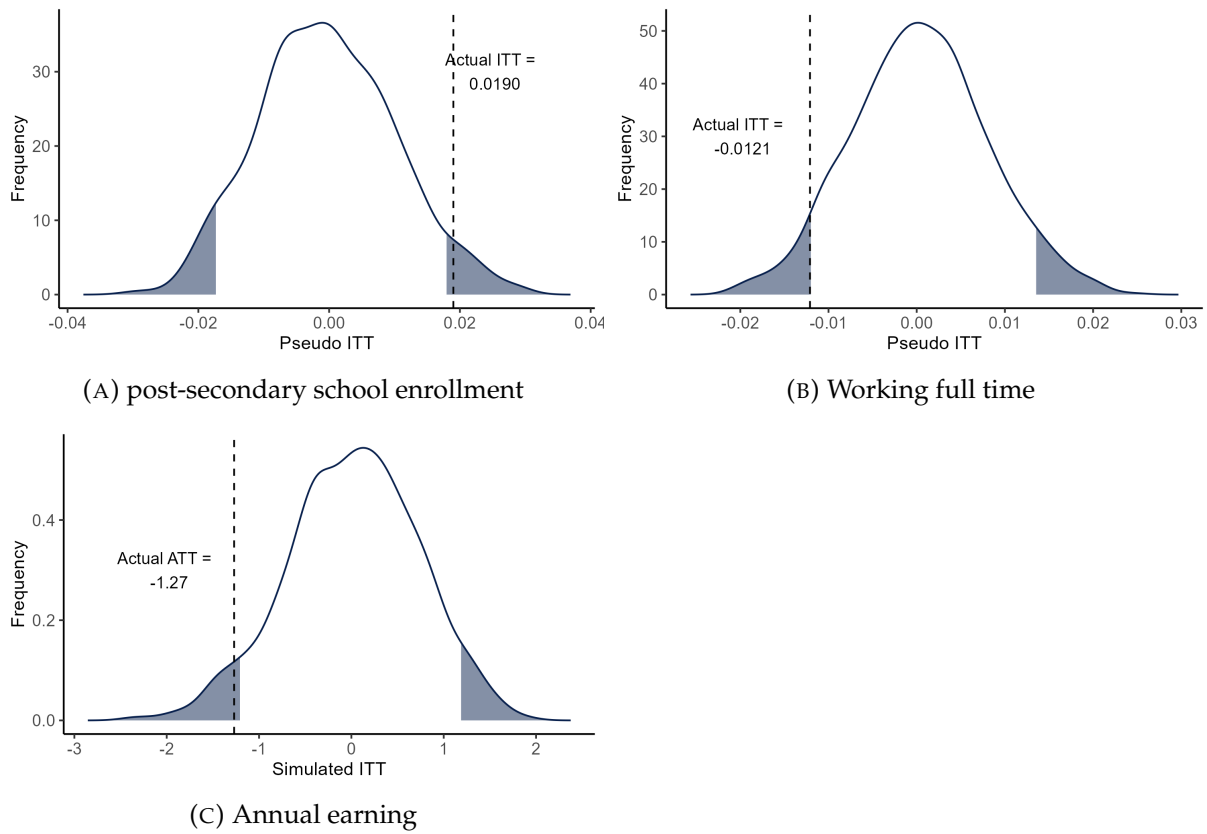 30
20
10
0
Frequency
Actual ITT =
0.0190
-0.04
-0.02
0.00
0.02
0.04
Pseudo ITT
(A) post-secondary school enrollment
50
40
30
20
10
0
Frequency
Actual ITT =
-0.0121
-0.02
-0.01
0.00
0.01
0.02
0.03
Pseudo ITT
(B) Working full time
0.4
0.2
0.0
Frequency
Actual ATT =
-1.27
-3
-2
-1
0
1
2
Simulated ITT
(C) Annual earning